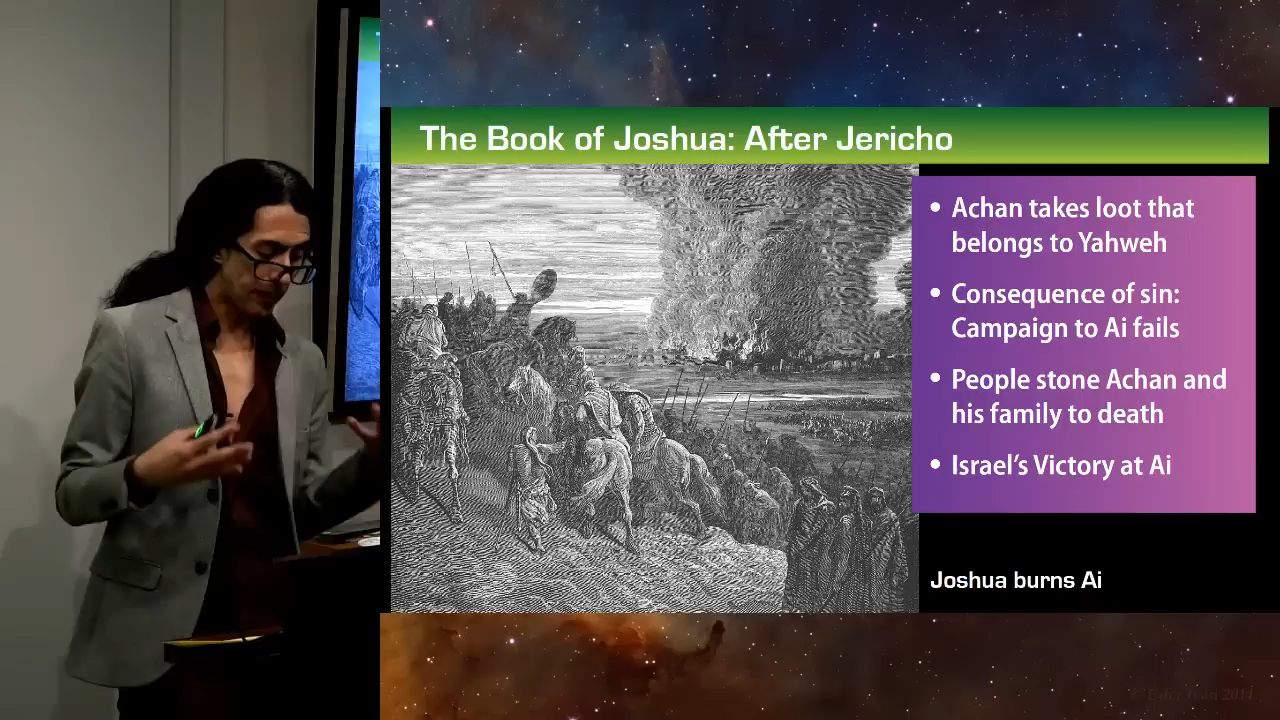 The Book of Joshua: After Jericho
• Achan takes loot that
belongs to Yahweh
• Consequence of sin:
Campaign to Ai fails
• People stone Achan and
his family to death
• Israel’s Victory at Ai
Joshua burns Ai